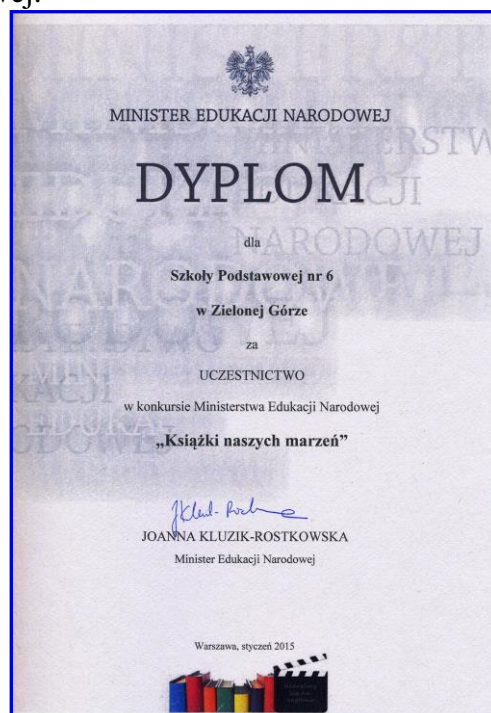 MINISTER EDUKACJI NARODOWEJ
DYPLOM
dla
Szkoły Podstawowej nr 6
w Zielonej Górze
za
UCZESTNICTWO
w konkursie Ministerstwa Edukacji Narodowej
„Książki naszych marzeń”
JOANNA KLUZIK-ROSTKOWSKA
Minister Edukacji Narodowej
Warszawa, styczeń 2015